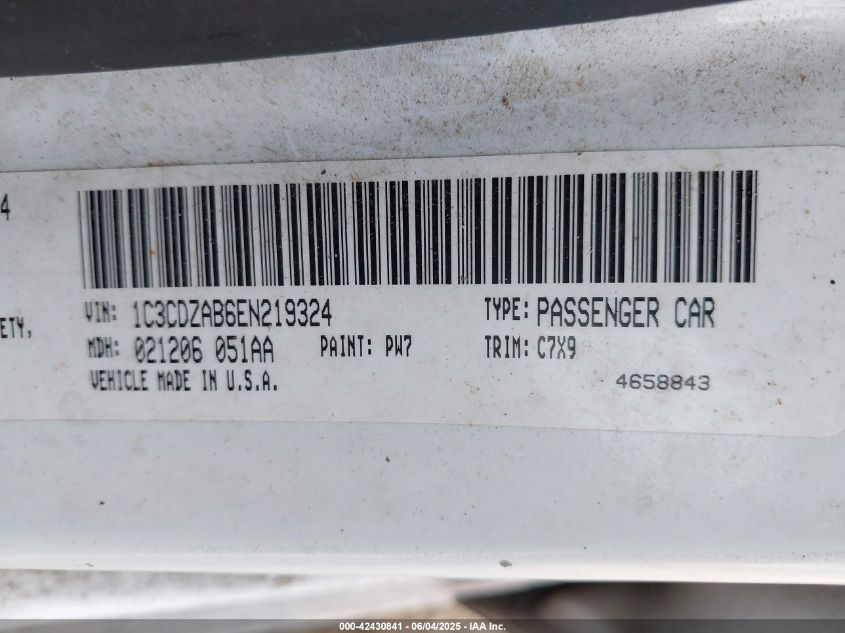 4
ETY,
VIN: 1C3CDZAB6EN219324 TYPE: PASSENGER CAR
MDH: 021206 051AA PAINT: PW7 TRIM: C7X9
VEHICLE MADE IN U.S.A. 4658843
000-42430841 - 06/04/2025 - IAA Inc.